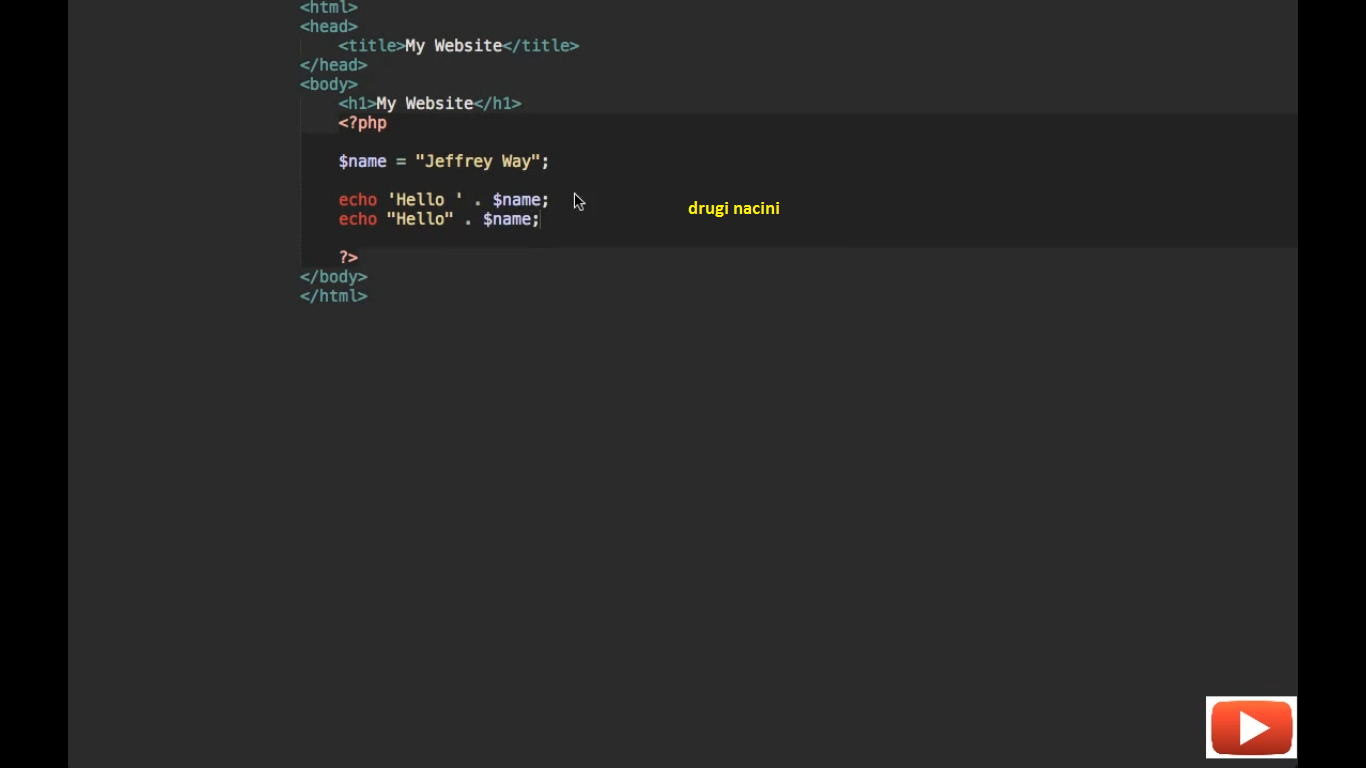 <html>
<head>
    <title>My Website</title>
</head>
<body>
    <h1>My Website</h1>
    <?php
    $name = "Jeffrey Way";
    echo 'Hello ' . $name;
drugi nacini
    echo "Hello" . $name;
    ?>
</body>
</html>